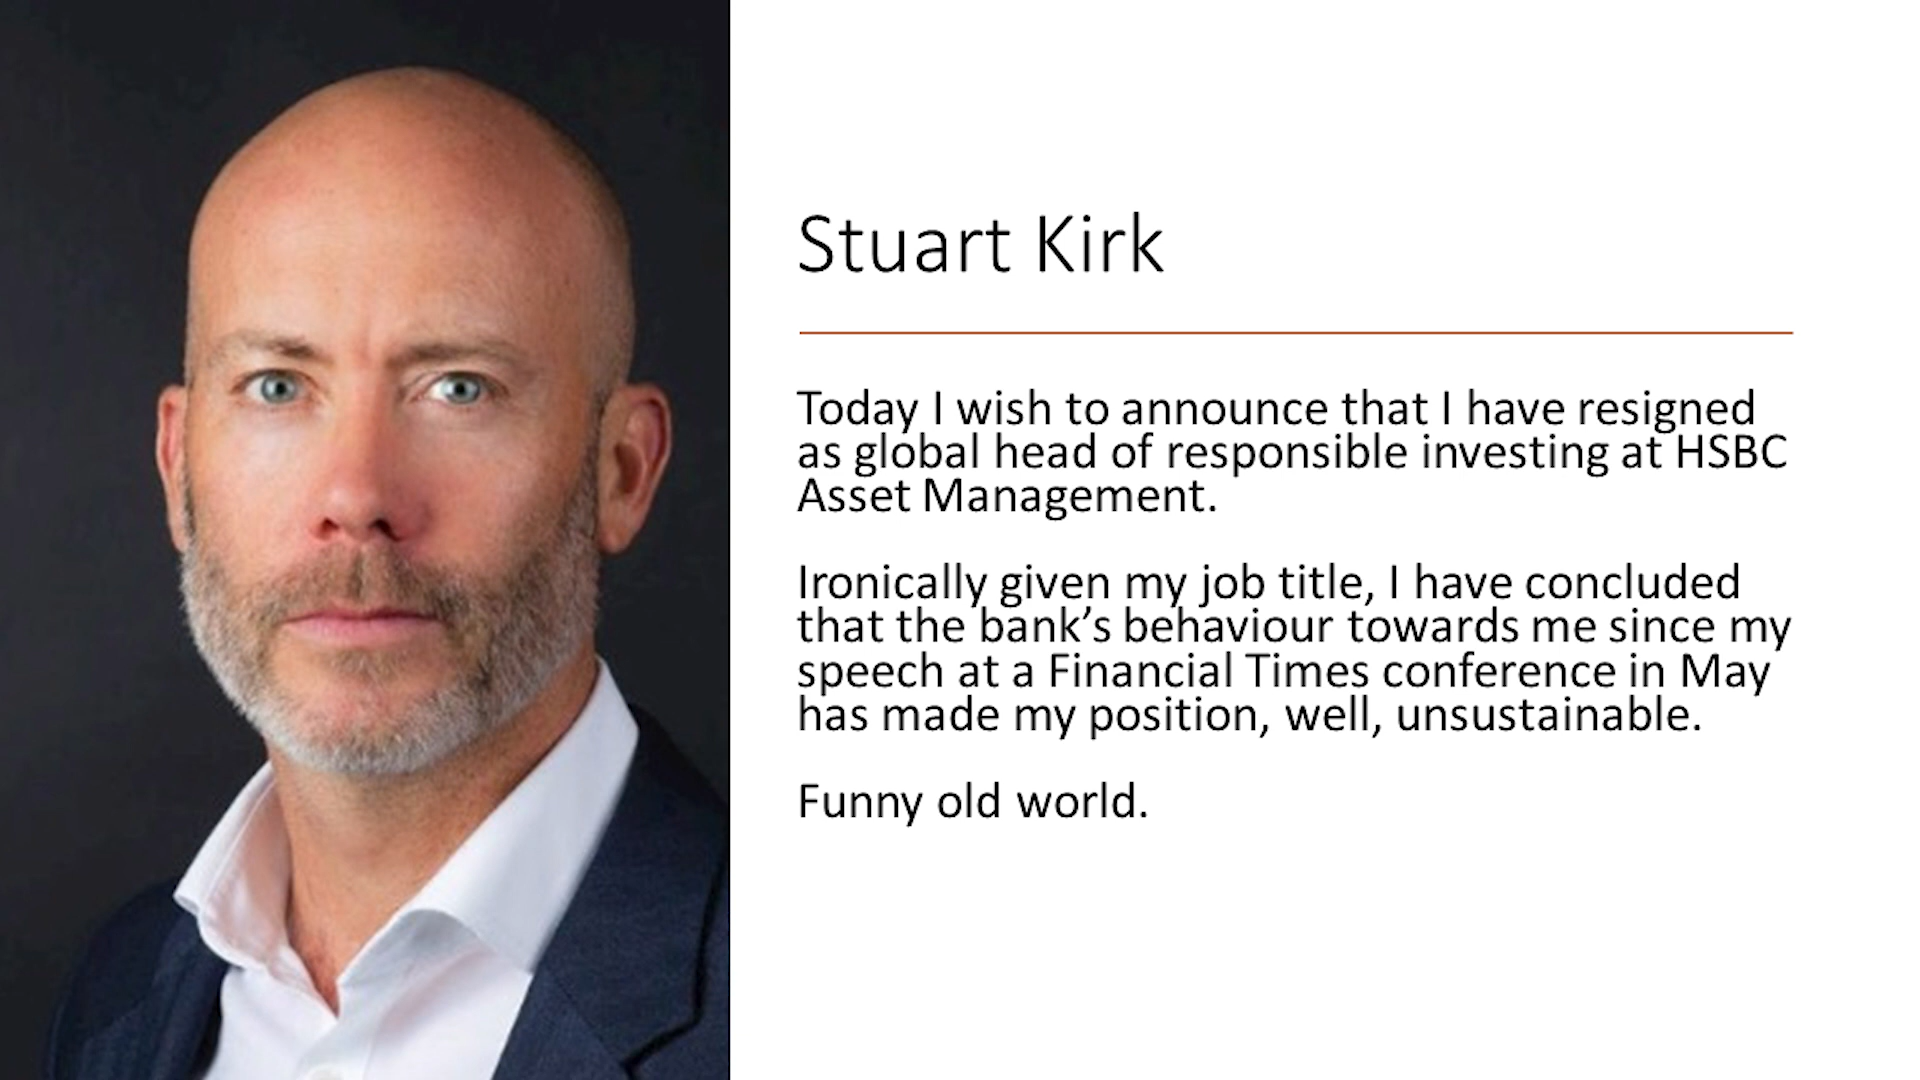 Stuart Kirk
Today I wish to announce that I have resigned
as global head of responsible investing at HSBC
Asset Management.
Ironically given my job title, I have concluded
that the bank’s behaviour towards me since my
speech at a Financial Times conference in May
has made my position, well, unsustainable.
Funny old world.